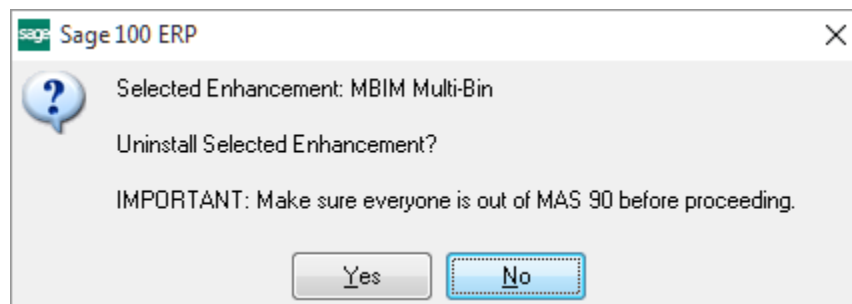 sage Sage 100 ERP
Selected Enhancement: MBIM Multi-Bin
Uninstall Selected Enhancement?
IMPORTANT: Make sure everyone is out of MAS 90 before proceeding.
Yes No